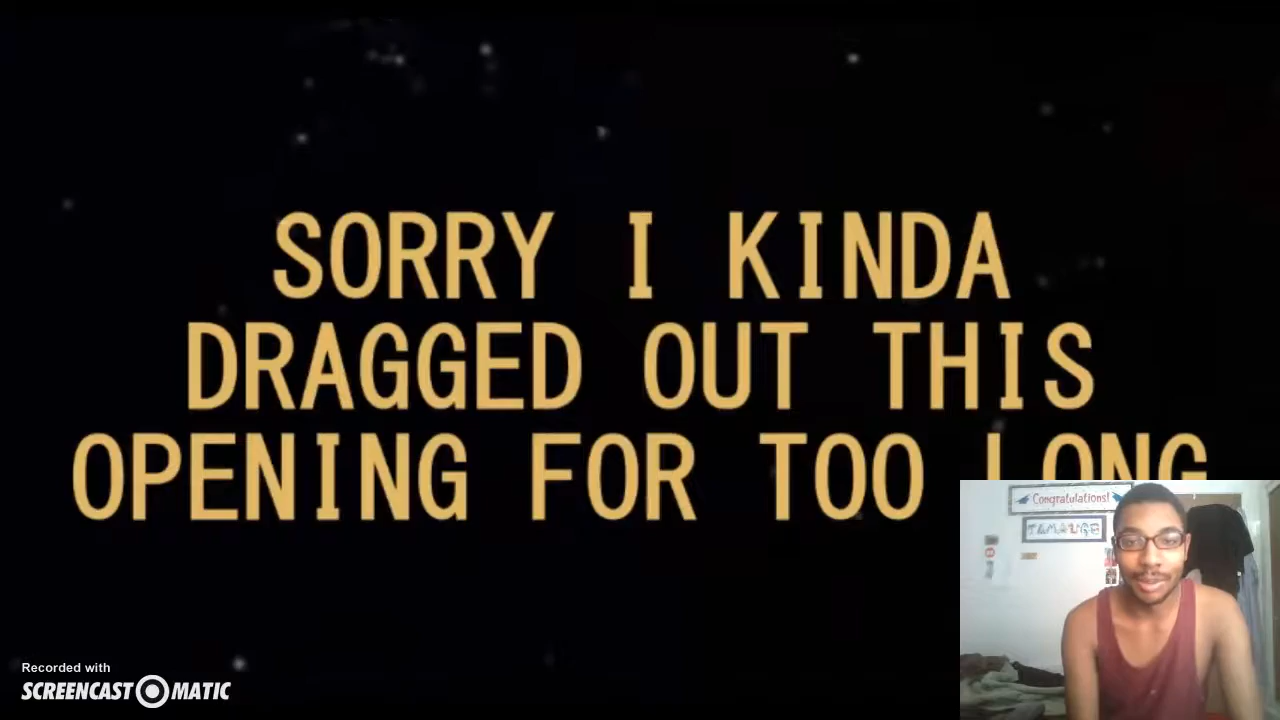 SORRY I KINDA
DRAGGED OUT THIS
OPENING FOR TOO LONG
Congratulations!
Recorded with
SCREENCAST-O-MATIC